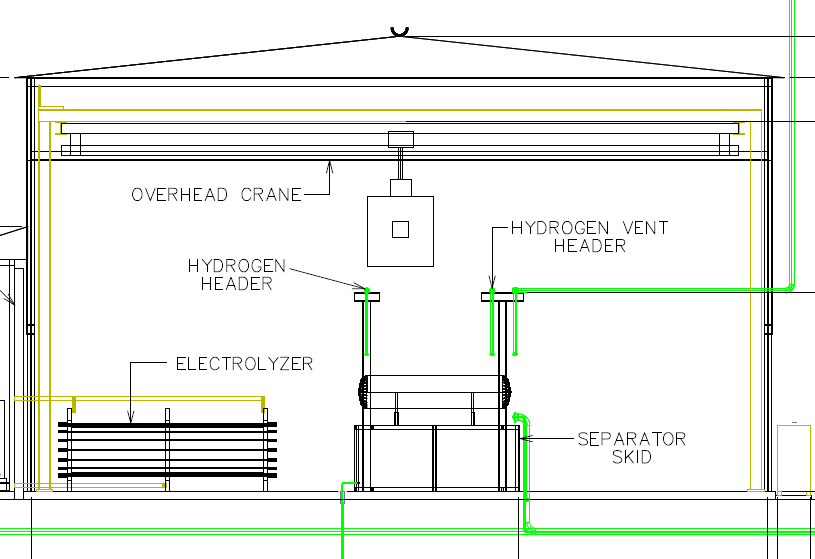 OVERHEAD CRANE
HYDROGEN VENT
HEADER
HYDROGEN
HEADER
ELECTROLYZER
SEPARATOR
SKID